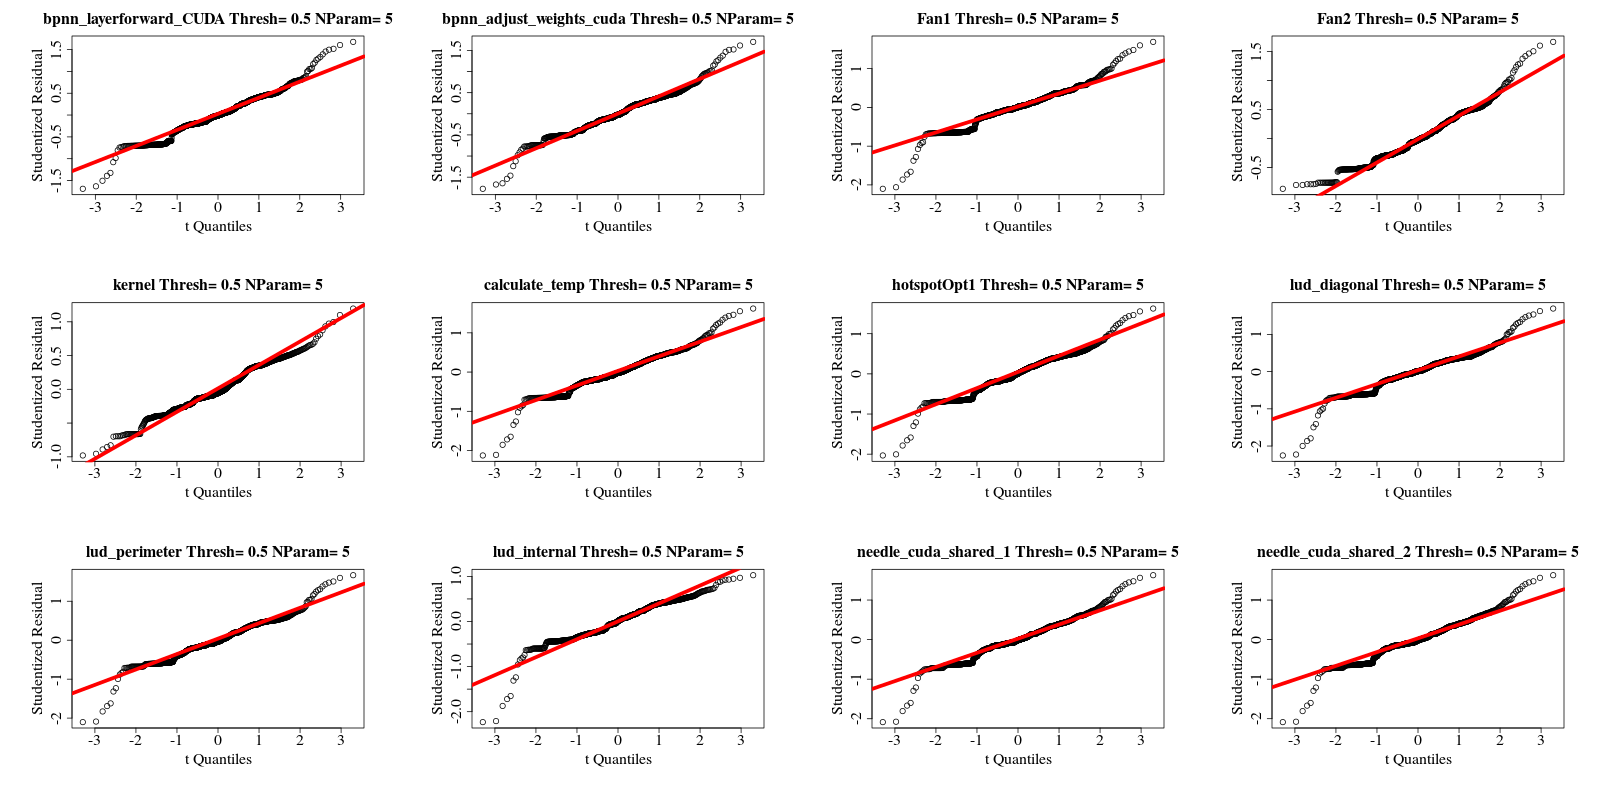 bpnn_layerforward_CUDA Thresh= 0.5 NParam= 5
Studentized Residual
-1.5 -0.5 0.5 1.5
-3 -2 -1 0 1 2 3
t Quantiles
bpnn_adjust_weights_cuda Thresh= 0.5 NParam= 5
Studentized Residual
-1.5 -0.5 0.5 1.5
-3 -2 -1 0 1 2 3
t Quantiles
Fan1 Thresh= 0.5 NParam= 5
Studentized Residual
-2 -1 0 1
-3 -2 -1 0 1 2 3
t Quantiles
Fan2 Thresh= 0.5 NParam= 5
Studentized Residual
-0.5 0.5 1.5
-3 -2 -1 0 1 2 3
t Quantiles
kernel Thresh= 0.5 NParam= 5
Studentized Residual
-1.0 0.0 0.5 1.0
-3 -2 -1 0 1 2 3
t Quantiles
calculate_temp Thresh= 0.5 NParam= 5
Studentized Residual
-2 -1 0 1
-3 -2 -1 0 1 2 3
t Quantiles
hotspotOpt1 Thresh= 0.5 NParam= 5
Studentized Residual
-2 -1 0 1
-3 -2 -1 0 1 2 3
t Quantiles
lud_diagonal Thresh= 0.5 NParam= 5
Studentized Residual
-2 -1 0 1
-3 -2 -1 0 1 2 3
t Quantiles
lud_perimeter Thresh= 0.5 NParam= 5
Studentized Residual
-2 -1 0 1
-3 -2 -1 0 1 2 3
t Quantiles
lud_internal Thresh= 0.5 NParam= 5
Studentized Residual
-2.0 -1.0 0.0 1.0
-3 -2 -1 0 1 2 3
t Quantiles
needle_cuda_shared_1 Thresh= 0.5 NParam= 5
Studentized Residual
-2 -1 0 1
-3 -2 -1 0 1 2 3
t Quantiles
needle_cuda_shared_2 Thresh= 0.5 NParam= 5
Studentized Residual
-2 -1 0 1
-3 -2 -1 0 1 2 3
t Quantiles